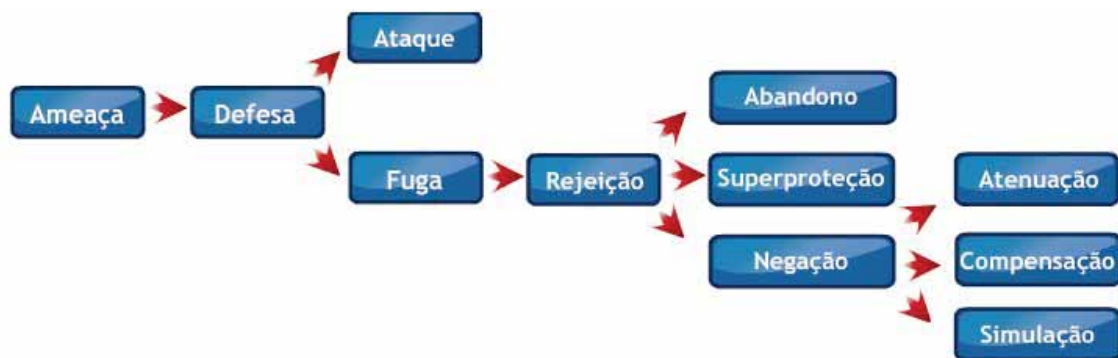 Ataque
Ameaça
Defesa
Abandono
Fuga
Rejeição
Superproteção
Atenuação
Negação
Compensação
Simulação